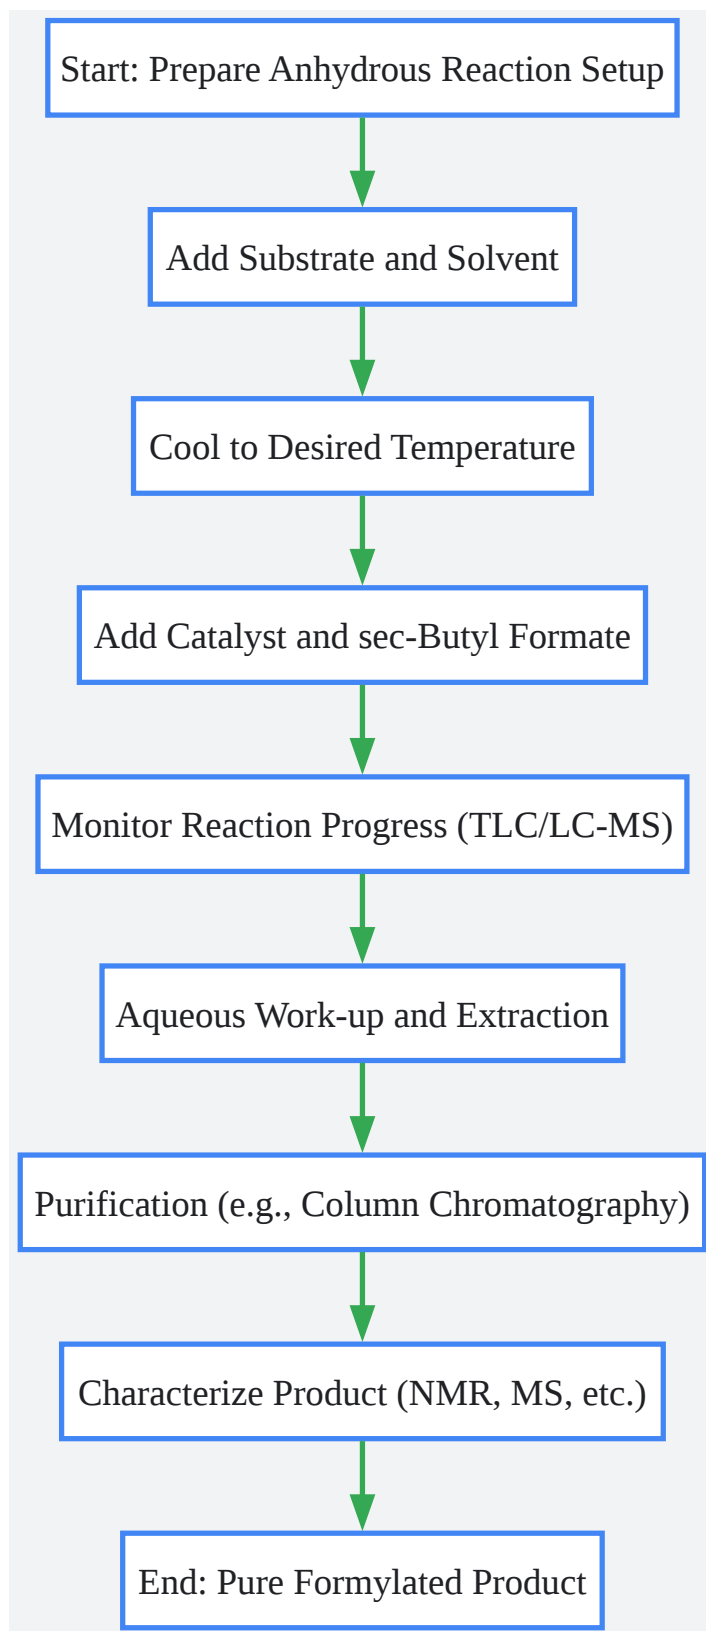 Start: Prepare Anhydrous Reaction Setup
Add Substrate and Solvent
Cool to Desired Temperature
Add Catalyst and sec-Butyl Formate
Monitor Reaction Progress (TLC/LC-MS)
Aqueous Work-up and Extraction
Purification (e.g., Column Chromatography)
Characterize Product (NMR, MS, etc.)
End: Pure Formylated Product